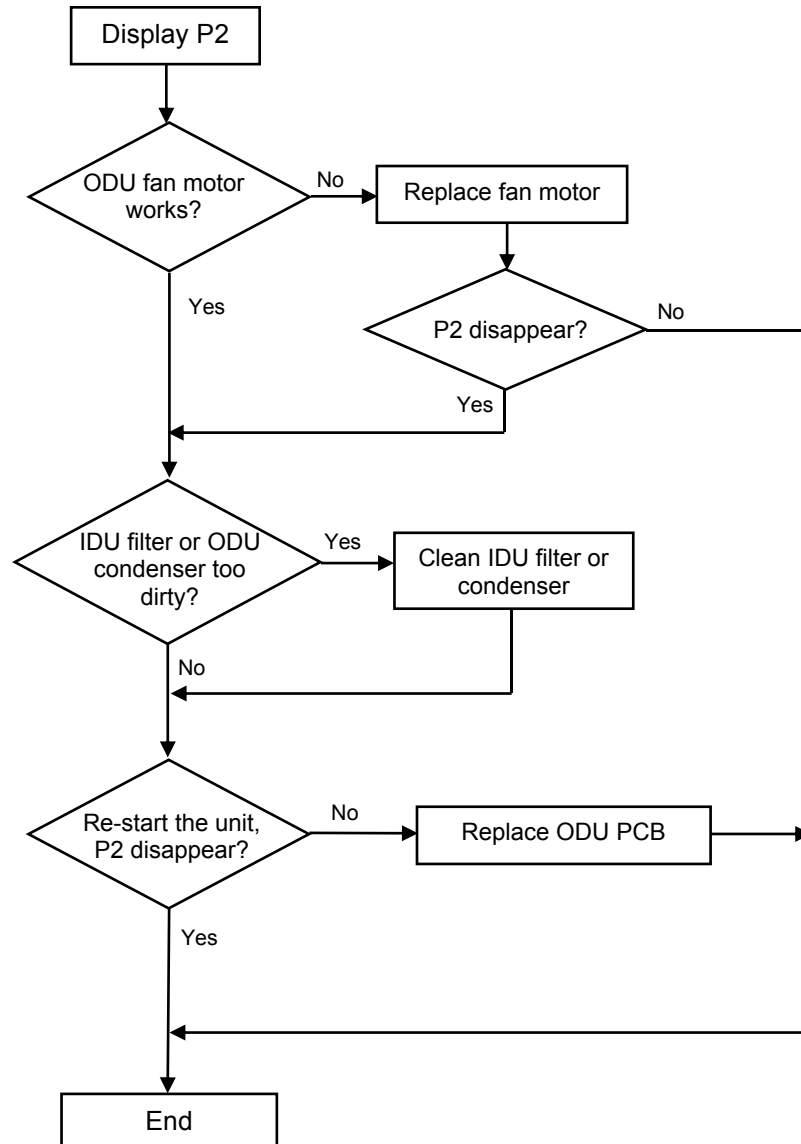 Display P2
ODU fan motor
works?
No
Replace fan motor
Yes
P2 disappear?
No
Yes
IDU filter or ODU
condenser too
dirty?
Yes
Clean IDU filter or
condenser
No
Re-start the unit,
P2 disappear?
No
Replace ODU PCB
Yes
End